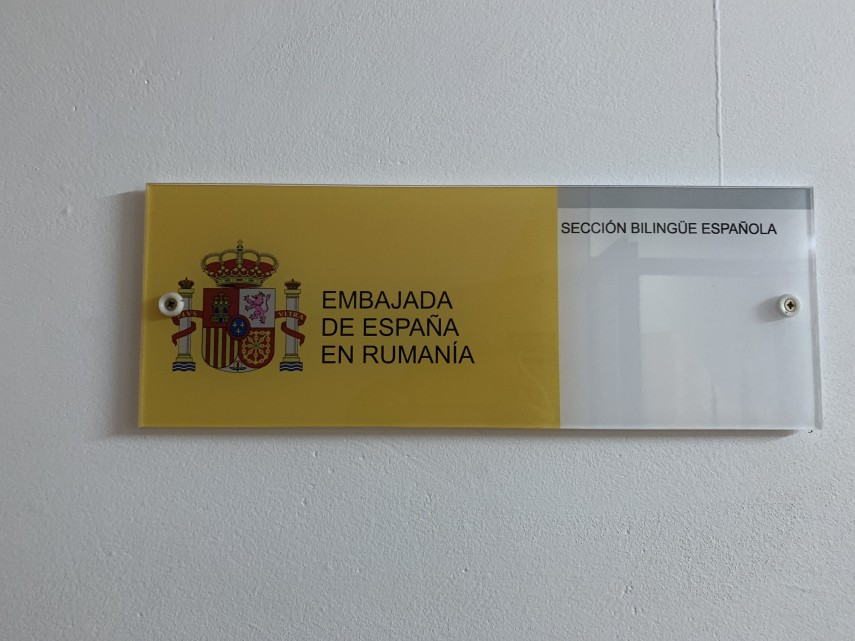 EMBAJADA
DE ESPAÑA
EN RUMANÍA
SECCIÓN BILINGÜE ESPAÑOLA